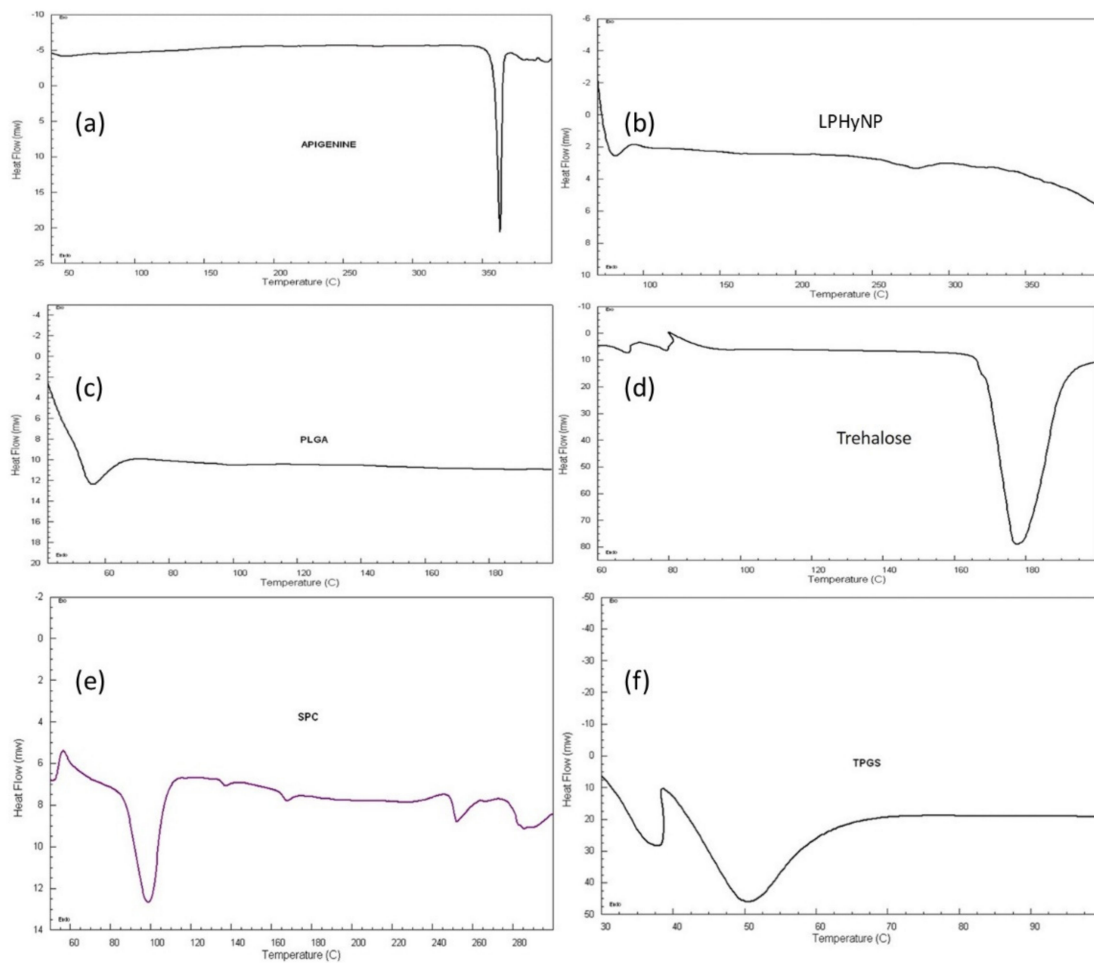 -10
-5
0
5
10
15
20
25
Heat Flow (mw)
(a)
APIGENINE
50 100 150 200 250 300 350
Temperature (C)
-6
-4
-2
0
2
4
6
8
10
Heat Flow (mw)
(b)
LPHyNP
100 150 200 250 300 350
Temperature (C)
-4
-2
0
2
4
6
8
10
12
14
16
18
20
Heat Flow (mw)
(c)
PLGA
60 80 100 120 140 160 180
Temperature (C)
-10
0
10
20
30
40
50
60
70
80
Heat Flow (mw)
(d)
Trehalose
60 80 100 120 140 160 180
Temperature (C)
-2
0
2
4
6
8
10
12
14
Heat Flow (mw)
(e)
SPC
60 80 100 120 140 160 180 200 220 240 260 280
Temperature (C)
-50
-40
-30
-20
-10
0
10
20
30
40
50
Heat Flow (mw)
(f)
TPGS
30 40 50 60 70 80 90
Temperature (C)